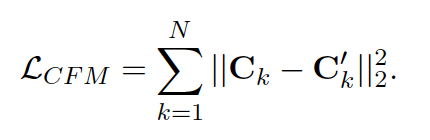 $\mathcal{L}_{CFM} = \sum_{k=1}^{N} ||\mathbf{C}_k - \mathbf{C}'_k||_2^2.$